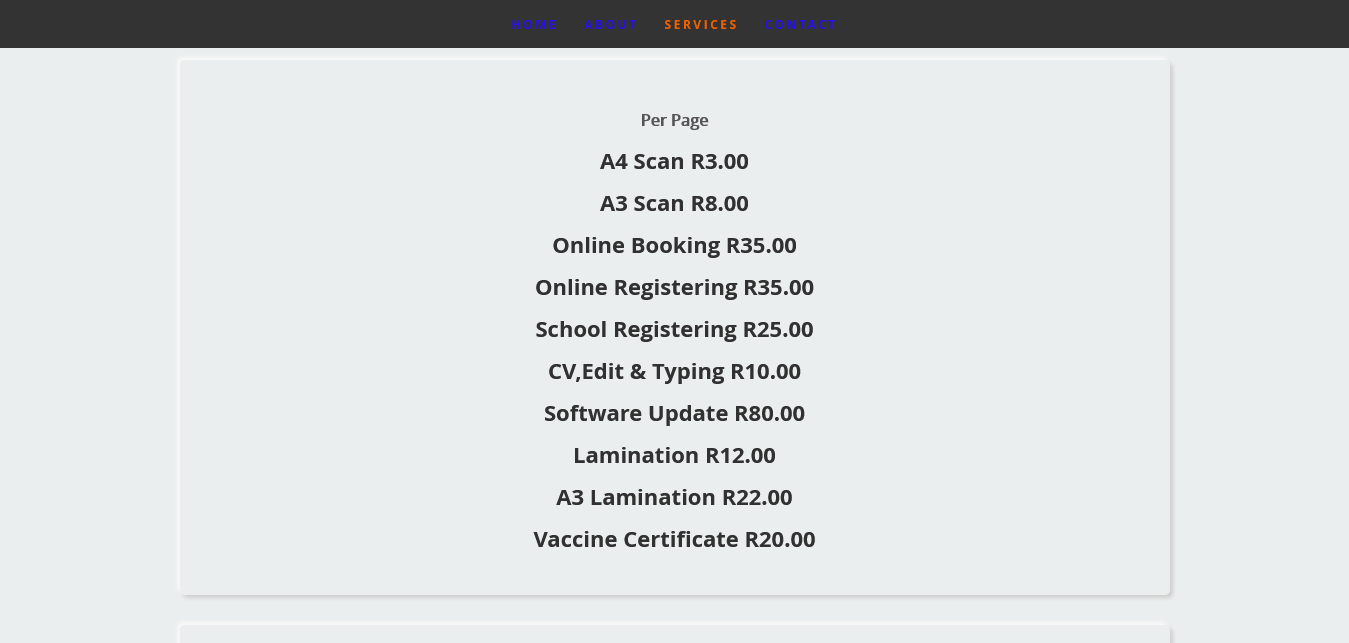 HOME ABOUT SERVICES CONTACT
Per Page
A4 Scan R3.00
A3 Scan R8.00
Online Booking R35.00
Online Registering R35.00
School Registering R25.00
CV,Edit & Typing R10.00
Software Update R80.00
Lamination R12.00
A3 Lamination R22.00
Vaccine Certificate R20.00